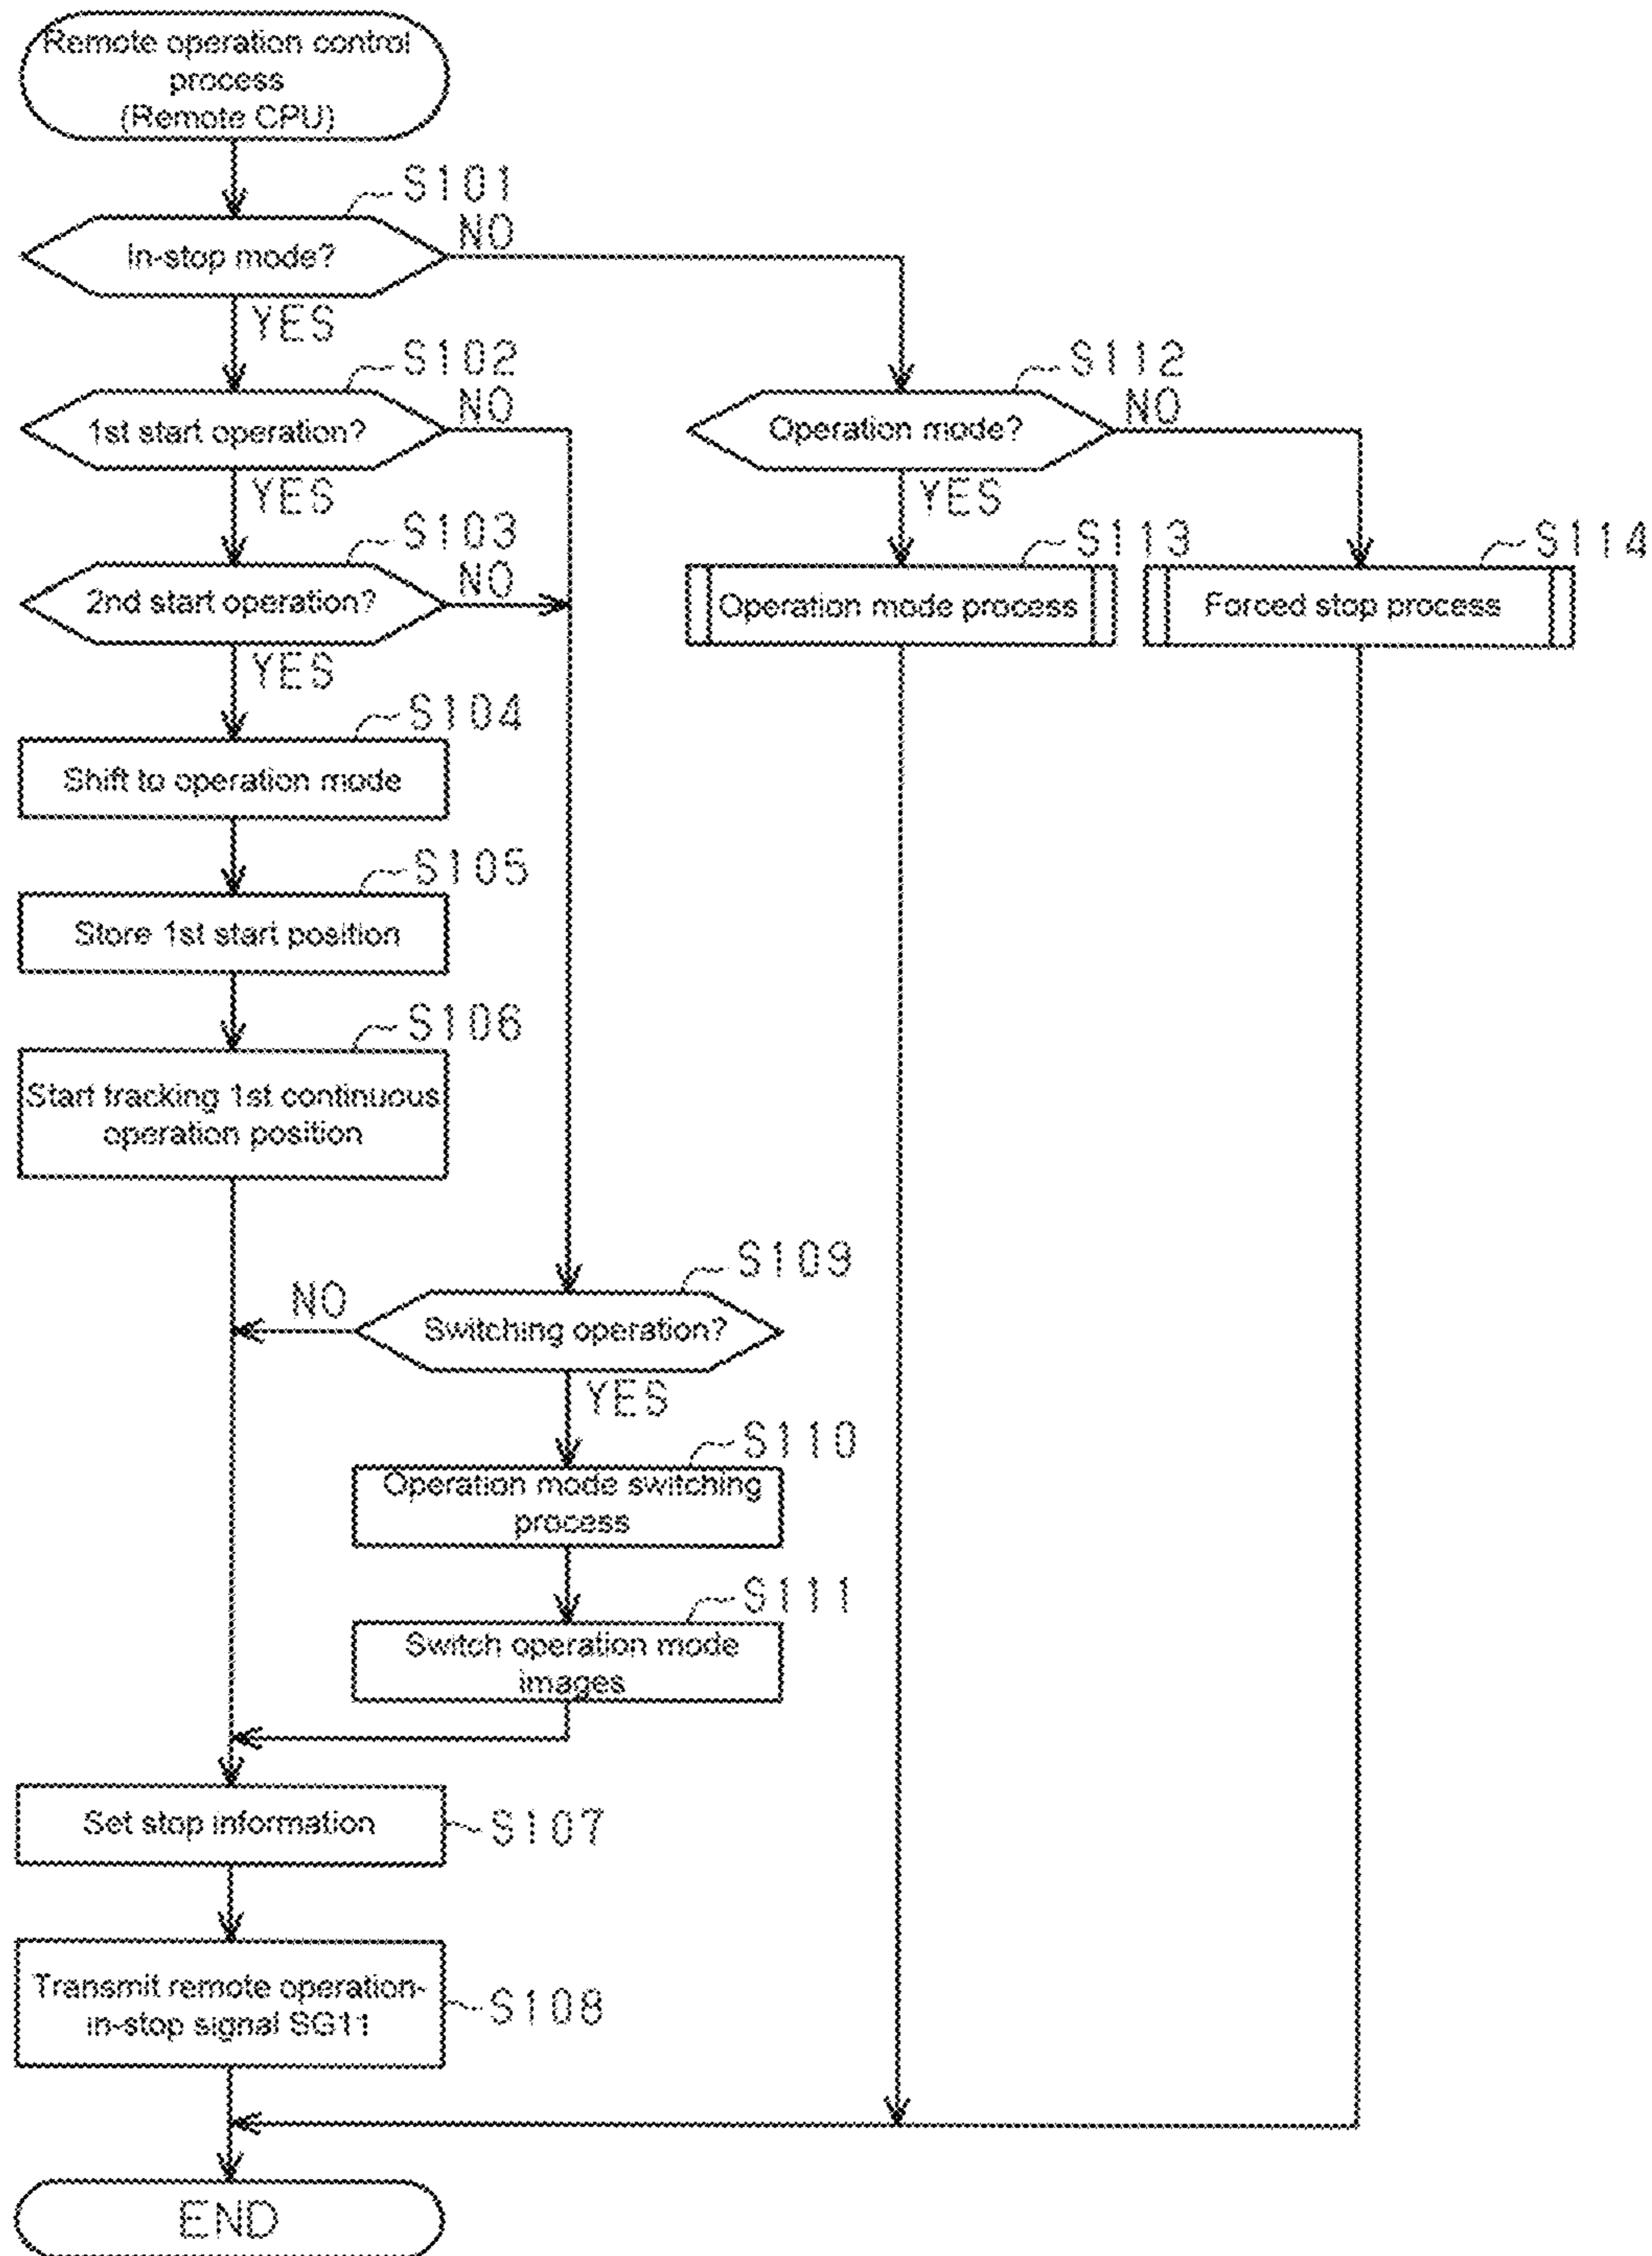 Remote operation control
process
(Remote CPU)
S101
In-stop mode?
NO
YES
S102
1st start operation?
NO
YES
S112
Operation mode?
NO
YES
S103
2nd start operation?
NO
YES
S113
Operation mode process
S114
Forced stop process
S104
Shift to operation mode
S105
Store 1st start position
S106
Start tracking 1st continuous
operation position
S109
Switching operation?
NO
YES
S110
Operation mode switching
process
S111
Switch operation mode
images
Set stop information
S107
Transmit remote operation-
in-stop signal SG11
S108
END